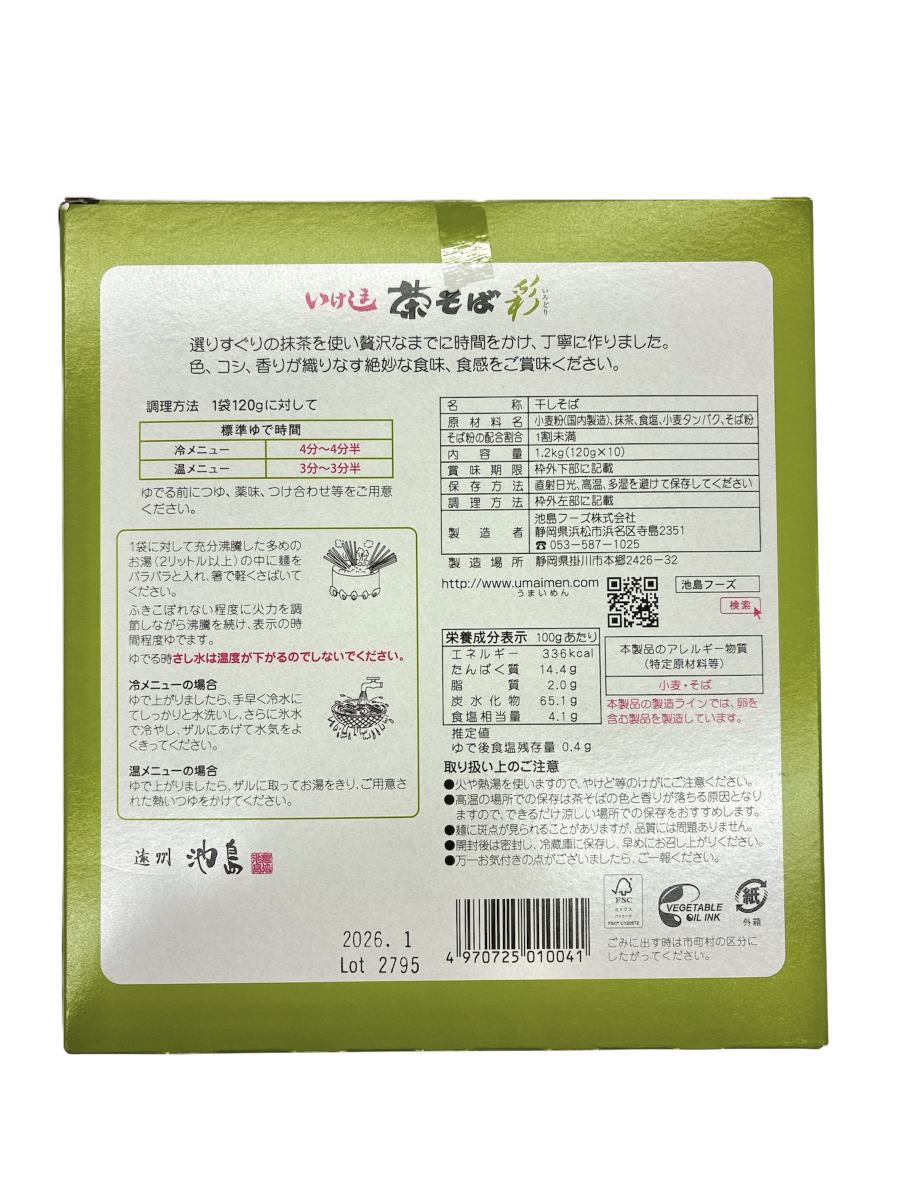 いけしま 茶そば 彩 いろどり
選りすぐりの抹茶を使い贅沢なまでに時間をかけ、丁寧に作りました。
色、コシ、香りが織りなす絶妙な食味、食感をご賞味ください。
調理方法 1袋120gに対して
標準ゆで時間
冷メニュー 4分〜4分半
温メニュー 3分〜3分半
ゆでる前につゆ、薬味、つけ合わせ等をご用意
ください。
1袋に対して充分沸騰した多めの
お湯(2リットル以上)の中に麺を
バラバラと入れ、箸で軽くさばいて
ください。
ふきこぼれない程度に火力を調
節しながら沸騰を続け、表示の時
間程度ゆでます。
ゆでる時さし水は温度が下がるのでしないでください。
冷メニューの場合
ゆで上がりましたら、手早く冷水に
てしっかりと水洗いし、さらに氷水
で冷やし、ザルにあげて水気をよ
くきってください。
温メニューの場合
ゆで上がりましたら、ザルに取ってお湯をきり、ご用意さ
れた熱いつゆをかけてください。
遠州 池島
2026. 1
Lot 2795
名称 干しそば
原材料名 小麦粉(国内製造)、抹茶、食塩、小麦タンパク、そば粉
そば粉の配合割合 1割未満
内容量 1.2kg(120g×10)
賞味期限 枠外下部に記載
保存方法 直射日光、高温、多湿を避けて保存してください
調理方法 枠外左部に記載
製造者 池島フーズ株式会社
静岡県浜松市浜名区寺島2351
☎053-587-1025
製造場所 静岡県掛川市本郷2426-32
http://www.umaimen.com
うまいめん
池島フーズ
検索
栄養成分表示 100gあたり
エネルギー 336kcal
たんぱく質 14.4g
脂質 2.0g
炭水化物 65.1g
食塩相当量 4.1g
推定値
ゆで後食塩残存量 0.4g
本製品のアレルギー物質
(特定原材料等)
小麦・そば
本製品の製造ラインでは、卵を
含む製品を製造しています。
取り扱い上のご注意
●火や熱湯を使いますので、やけど等のけがにご注意ください。
●高温の場所での保存は茶そばの色と香りが落ちる原因となり
ますので、できるだけ涼しい場所での保存をおすすめします。
●麺に斑点が見られることがありますが、品質には問題ありません。
●開封後は密封し、冷蔵庫に保存し、早めにお召し上がりください。
●万一お気付きの点がございましたら、ご一報ください。
4 970725 010041
FSC
ミックス
FSC® C120872
VEGETABLE
OIL INK
紙
外箱
ごみに出す時は市町村の区分に
したがってください。